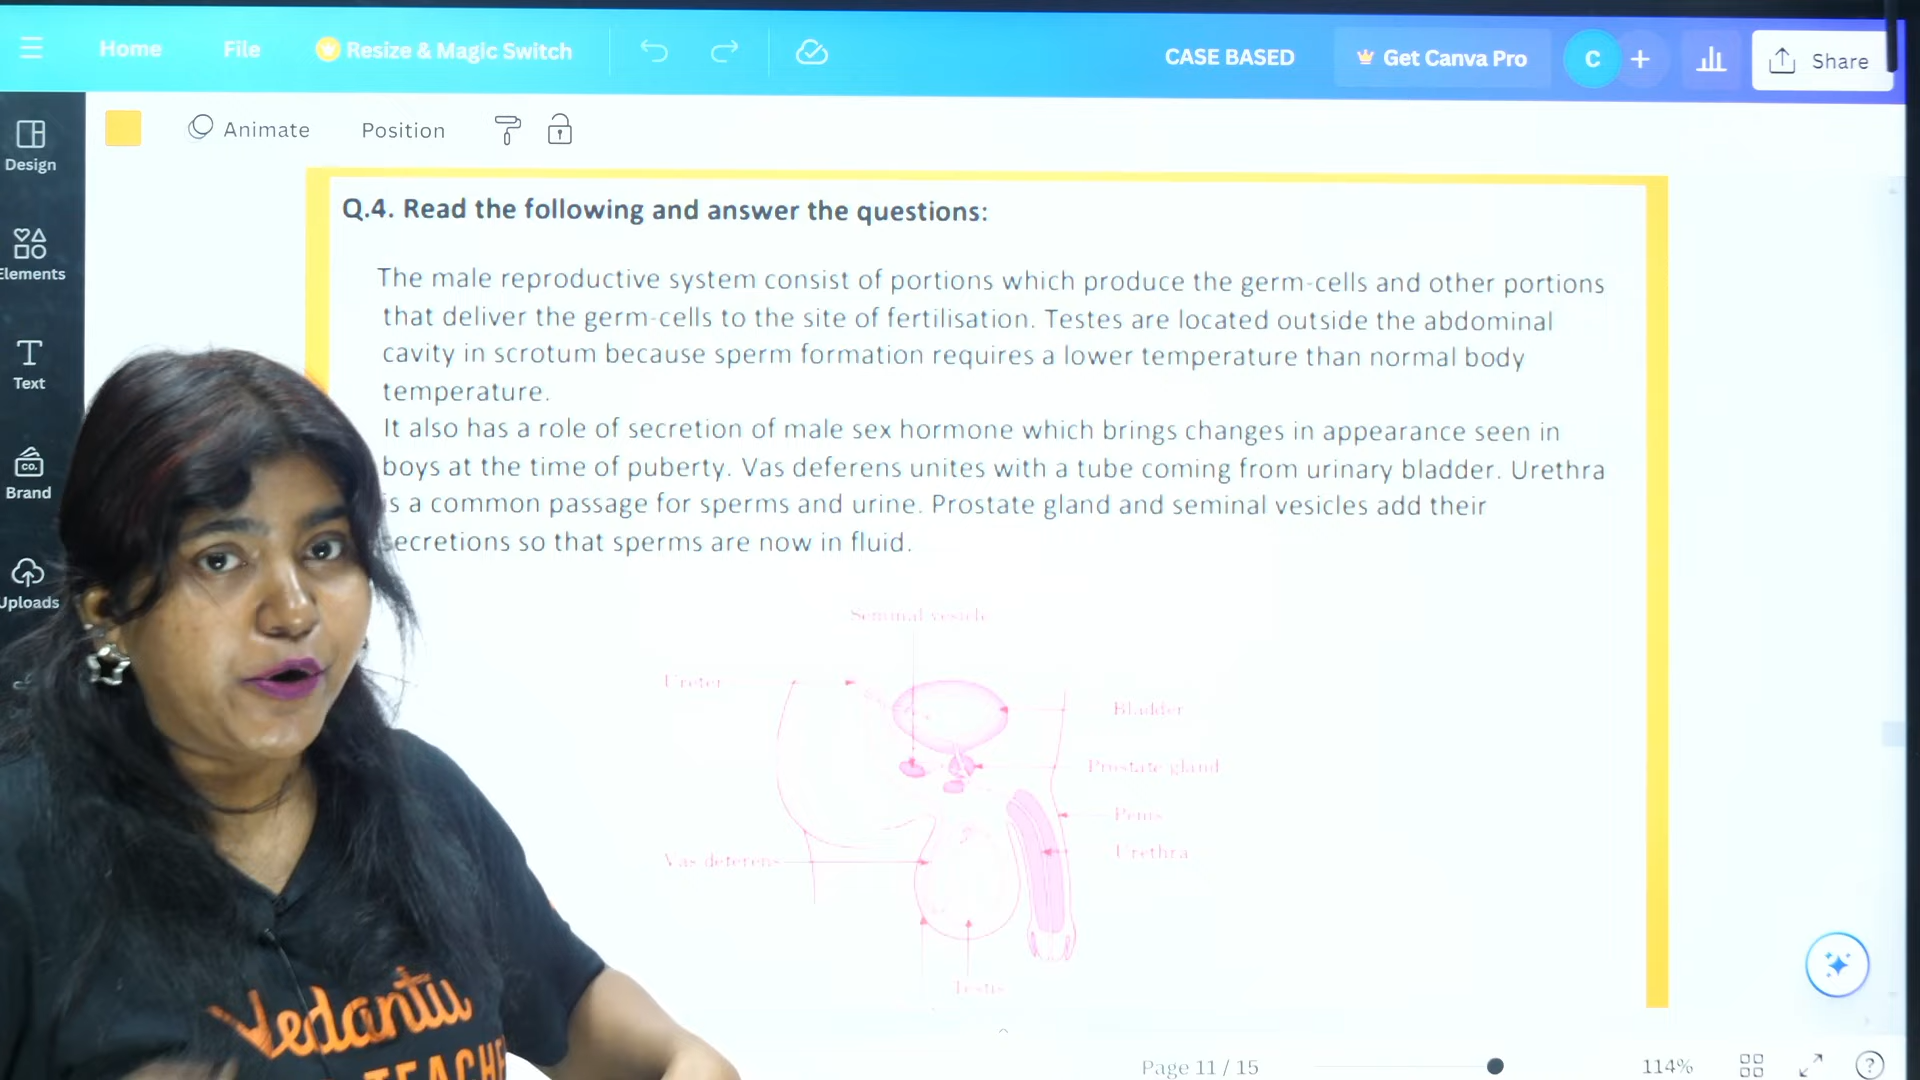 Home File Resize & Magic Switch CASE BASED Get Canva Pro C + Share
Animate Position
Design
Elements
Text
CO.
Brand
Uploads
Q.4. Read the following and answer the questions:
The male reproductive system consist of portions which produce the germ-cells and other portions
that deliver the germ-cells to the site of fertilisation. Testes are located outside the abdominal
cavity in scrotum because sperm formation requires a lower temperature than normal body
temperature.
It also has a role of secretion of male sex hormone which brings changes in appearance seen in
boys at the time of puberty. Vas deferens unites with a tube coming from urinary bladder. Urethra
is a common passage for sperms and urine. Prostate gland and seminal vesicles add their
secretions so that sperms are now in fluid.
Seminal vesicle
Ureter
Bladder
Prostate gland
Penis
Urethra
Vas deferens
Testis
Vedantu
TEACHE
Page 11 / 15 114% ?